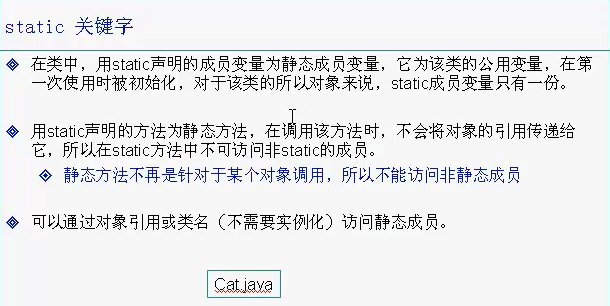 static 关键字
在类中，用static声明的成员变量为静态成员变量，它为该类的公用变量，在第
一次使用时被初始化，对于该类的所以对象来说，static成员变量只有一份。
用static声明的方法为静态方法，在调用该方法时，不会将对象的引用传递给
它，所以在static方法中不可访问非static的成员。
静态方法不再是针对于某个对象调用，所以不能访问非静态成员
可以通过对象引用或类名（不需要实例化）访问静态成员。
Cat.java